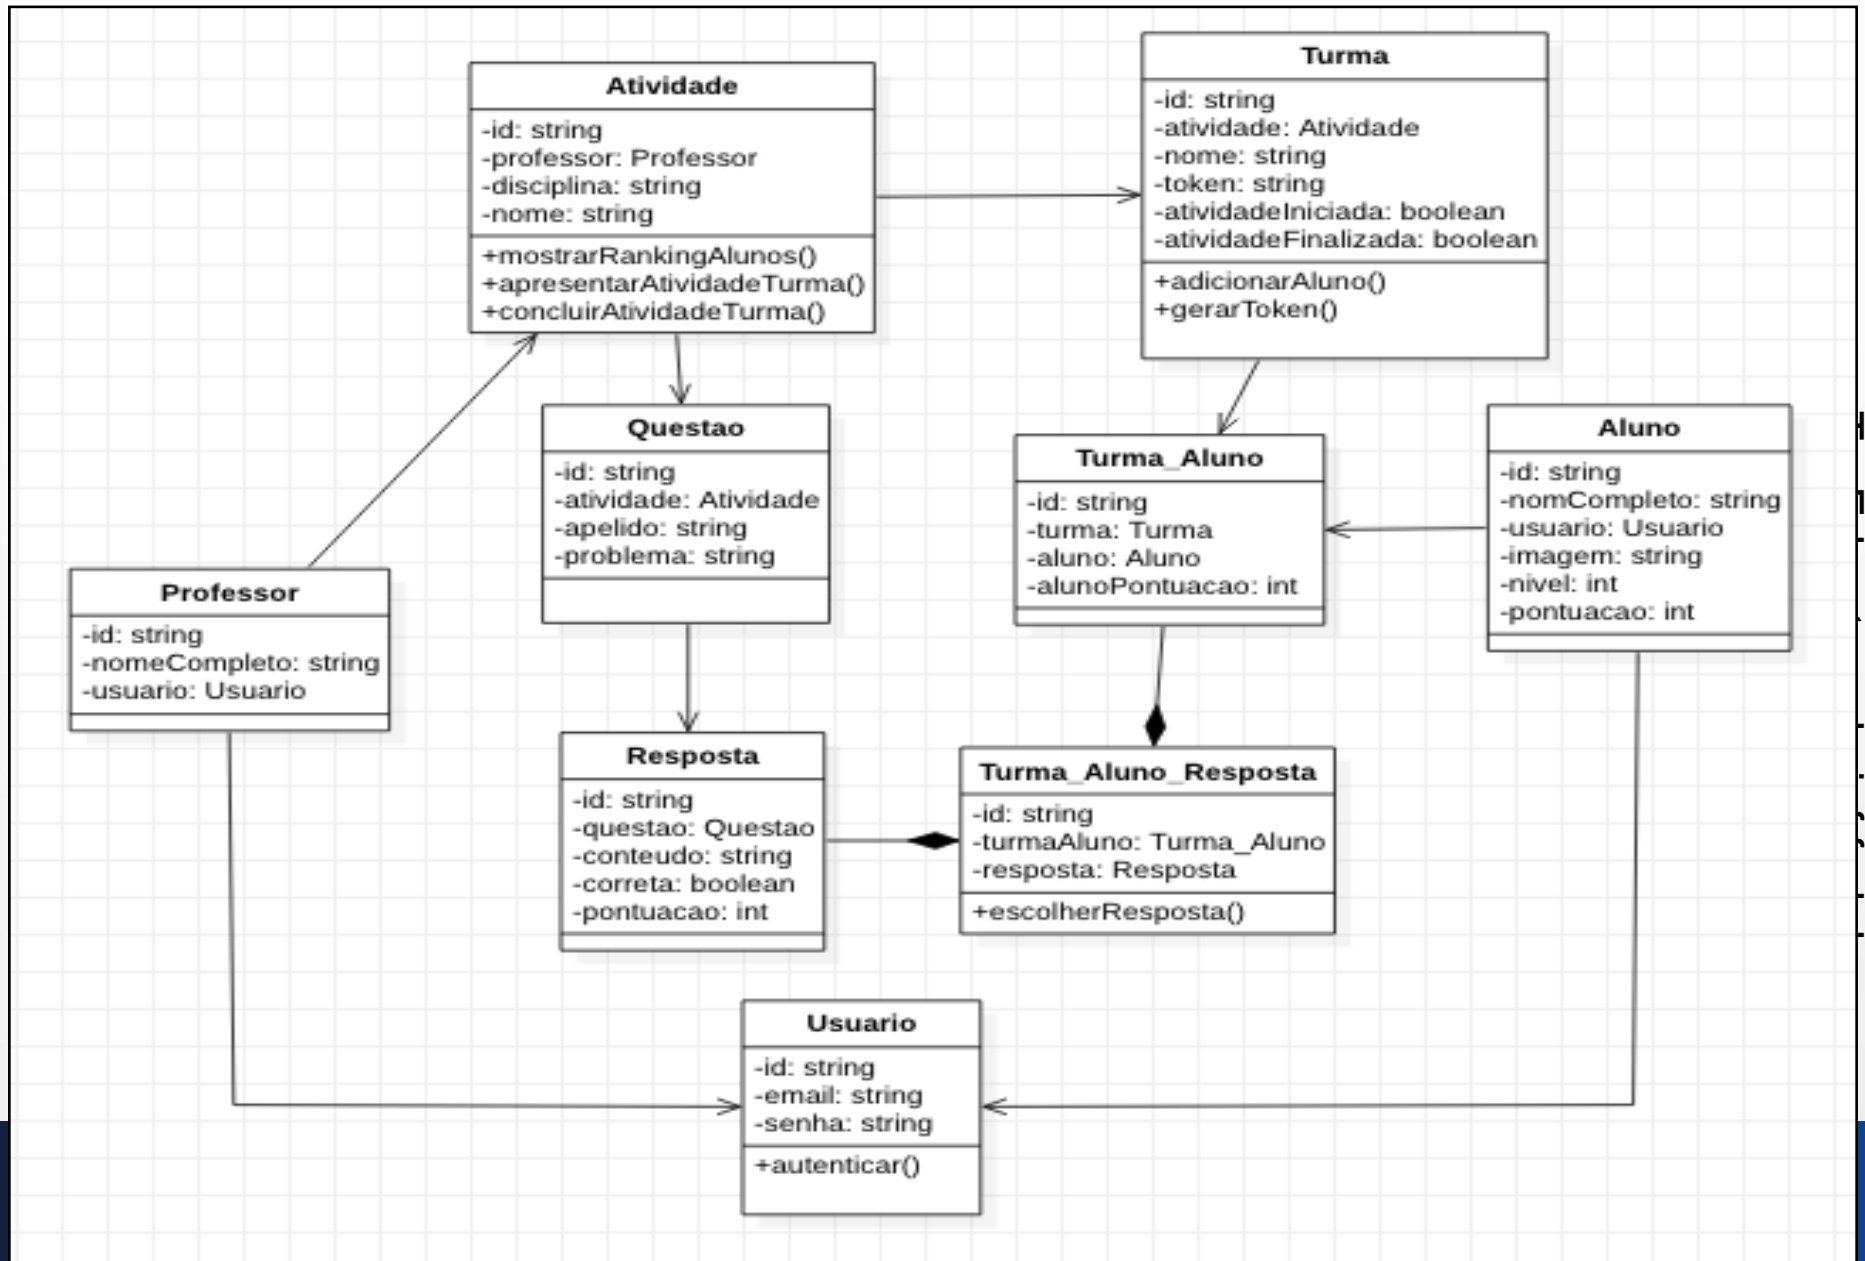 Atividade
-id: string
-professor: Professor
-disciplina: string
-nome: string
+mostrarRankingAlunos()
+apresentarAtividadeTurma()
+concluirAtividadeTurma()
Turma
-id: string
-atividade: Atividade
-nome: string
-token: string
-atividadeIniciada: boolean
-atividadeFinalizada: boolean
+adicionarAluno()
+gerarToken()
Questao
-id: string
-atividade: Atividade
-apelido: string
-problema: string
Turma_Aluno
-id: string
-turma: Turma
-aluno: Aluno
-alunoPontuacao: int
Aluno
-id: string
-nomCompleto: string
-usuario: Usuario
-imagem: string
-nivel: int
-pontuacao: int
Professor
-id: string
-nomeCompleto: string
-usuario: Usuario
Resposta
-id: string
-questao: Questao
-conteudo: string
-correta: boolean
-pontuacao: int
Turma_Aluno_Resposta
-id: string
-turmaAluno: Turma_Aluno
-resposta: Resposta
+escolherResposta()
Usuario
-id: string
-email: string
-senha: string
+autenticar()